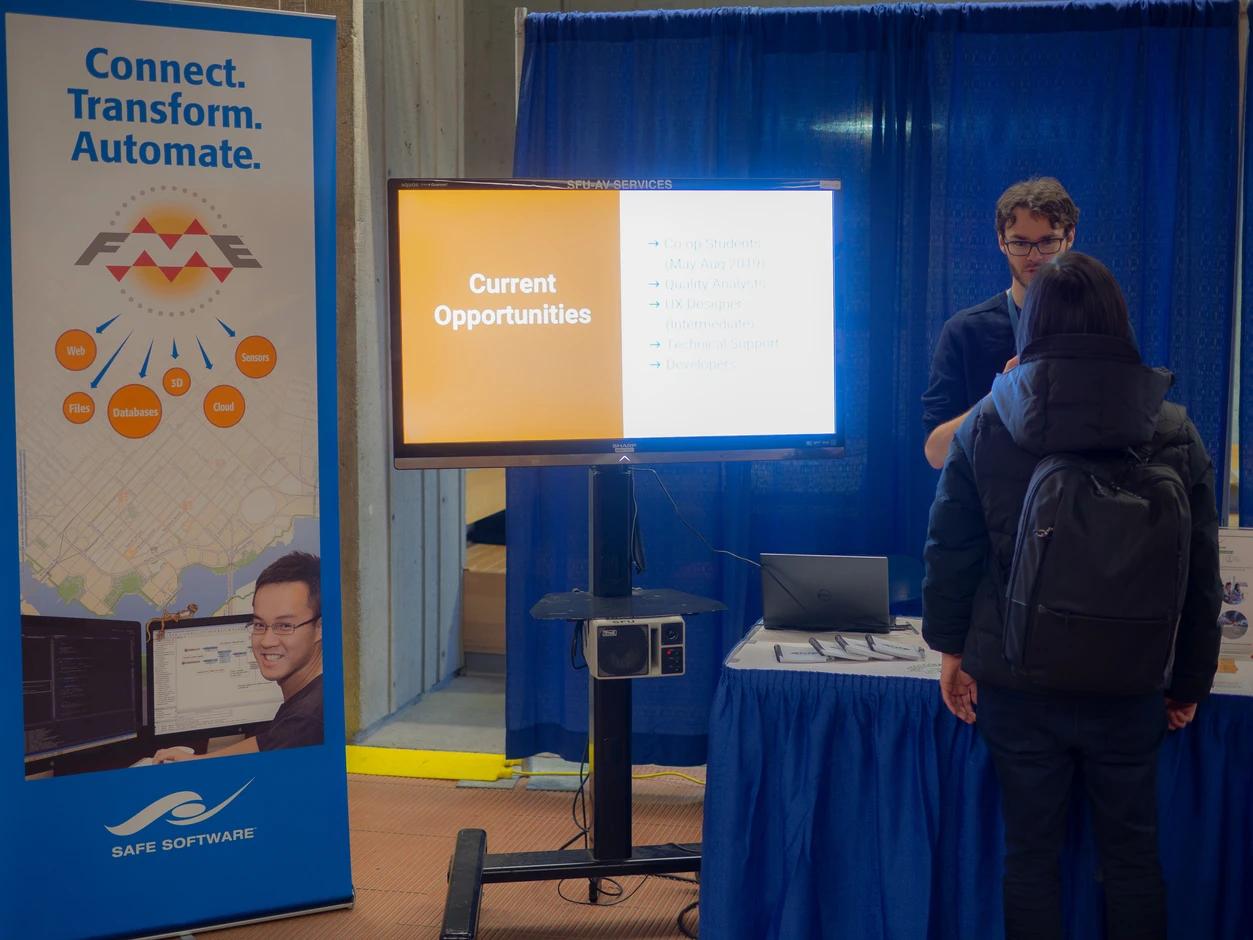 Connect.
Transform.
Automate.
FME
Web
Sensors
3D
Files
Databases
Cloud
SAFE SOFTWARE
SFU-AV SERVICES
Current
Opportunities
→ Co-op Students
(May-Aug 2019)
→ Quality Analysts
→ UX Designer
(Intermediate)
→ Technical Support
→ Developers
SHARP
SFU
DELL